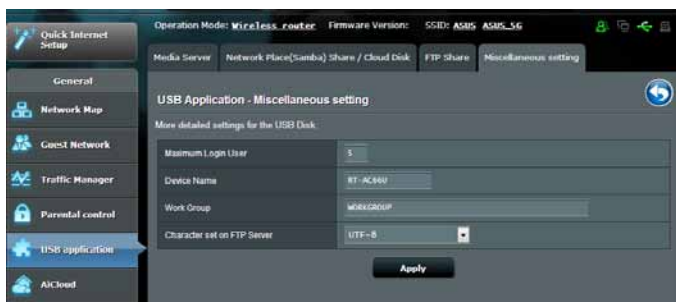 Quick Internet
Setup
Operation Mode: Wireless router Firmware Version: SSID: ASUS ASUS_5G
Media Server Network Place(Samba) Share / Cloud Disk FTP Share Miscellaneous setting
General
Network Map
Guest Network
Traffic Manager
Parental control
USB application
AiCloud
USB Application - Miscellaneous setting
More detailed settings for the USB Disk.
Maximum Login User 5
Device Name RT-AC66U
Work Group WORKGROUP
Character set on FTP Server UTF-8
Apply